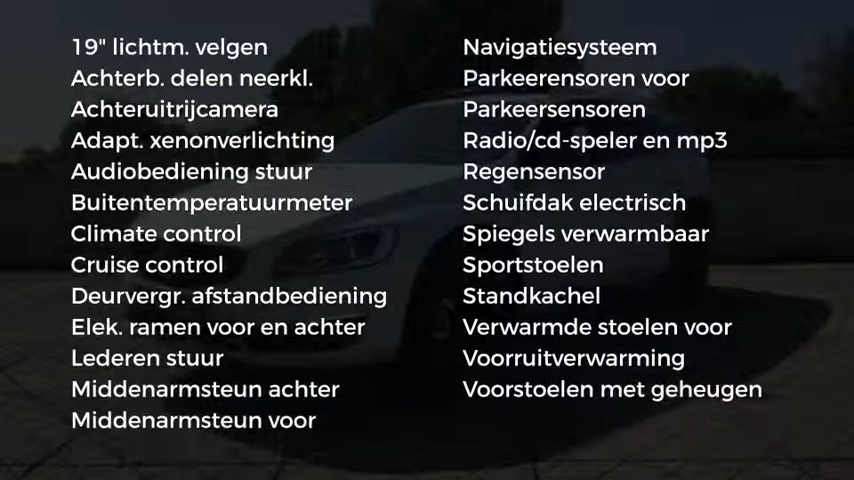 19" lichtm. velgen
Achterb. delen neerkl.
Achteruitrijcamera
Adapt. xenonverlichting
Audiobediening stuur
Buitentemperatuurmeter
Climate control
Cruise control
Deurvergr. afstandbediening
Elek. ramen voor en achter
Lederen stuur
Middenarmsteun achter
Middenarmsteun voor
Navigatiesysteem
Parkeerensoren voor
Parkeersensoren
Radio/cd-speler en mp3
Regensensor
Schuifdak electrisch
Spiegels verwarmbaar
Sportstoelen
Standkachel
Verwarmde stoelen voor
Voorruitverwarming
Voorstoelen met geheugen